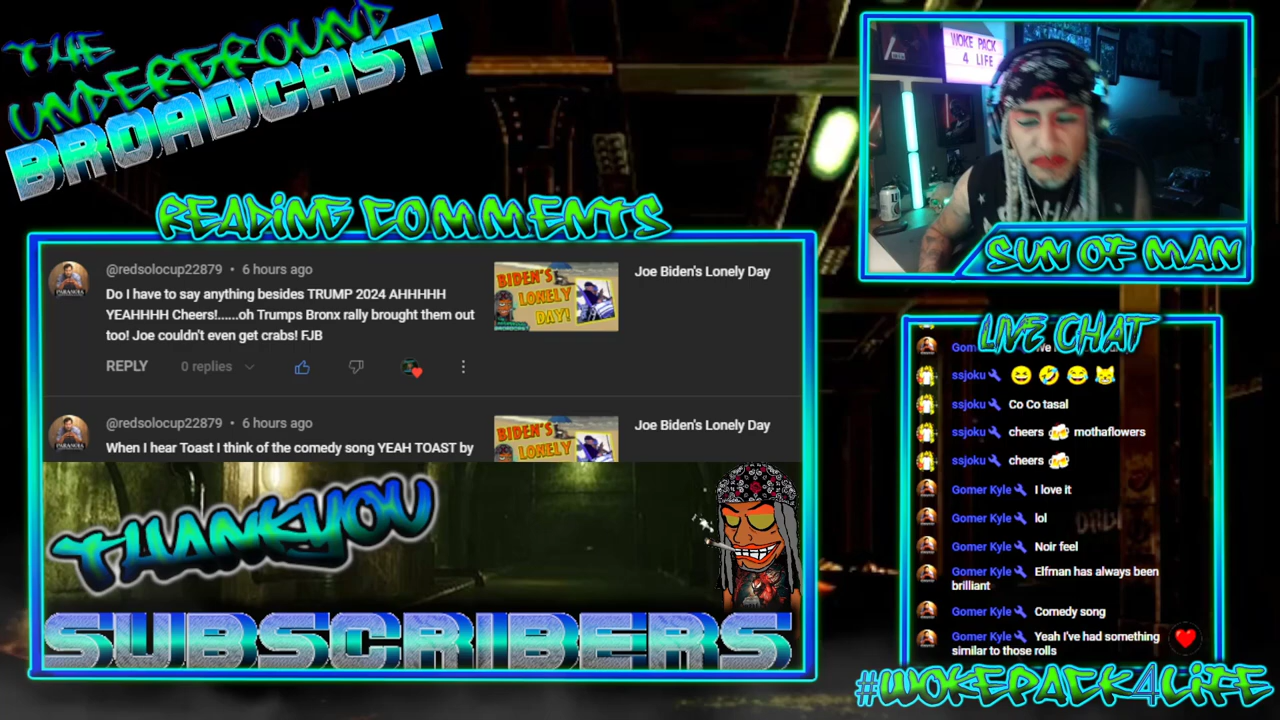 THE
UNDERGROUND
BROADCAST
WOKE PACK
4 LIFE
SUN OF MAN
READING COMMENTS
@redsolocup22879 • 6 hours ago
Do I have to say anything besides TRUMP 2024 AHHHHH
YEAHHHH Cheers!......oh Trumps Bronx rally brought them out
too! Joe couldn't even get crabs! FJB
REPLY 0 replies
BIDEN'S
LONELY
DAY!
Joe Biden's Lonely Day
@redsolocup22879 • 6 hours ago
When I hear Toast I think of the comedy song YEAH TOAST by
BIDEN'S
LONELY
Joe Biden's Lonely Day
THANKYOU
SUBSCRIBERS
LIVE CHAT
ssjoku 😆 🤣 😂 😹
ssjoku Co Co tasal
ssjoku cheers 🍻 mothaflowers
ssjoku cheers 🍻
Gomer Kyle I love it
Gomer Kyle lol
Gomer Kyle Noir feel
Gomer Kyle Elfman has always been
brilliant
Gomer Kyle Comedy song
Gomer Kyle Yeah I've had something
similar to those rolls
#WOKEPACK4LIFE